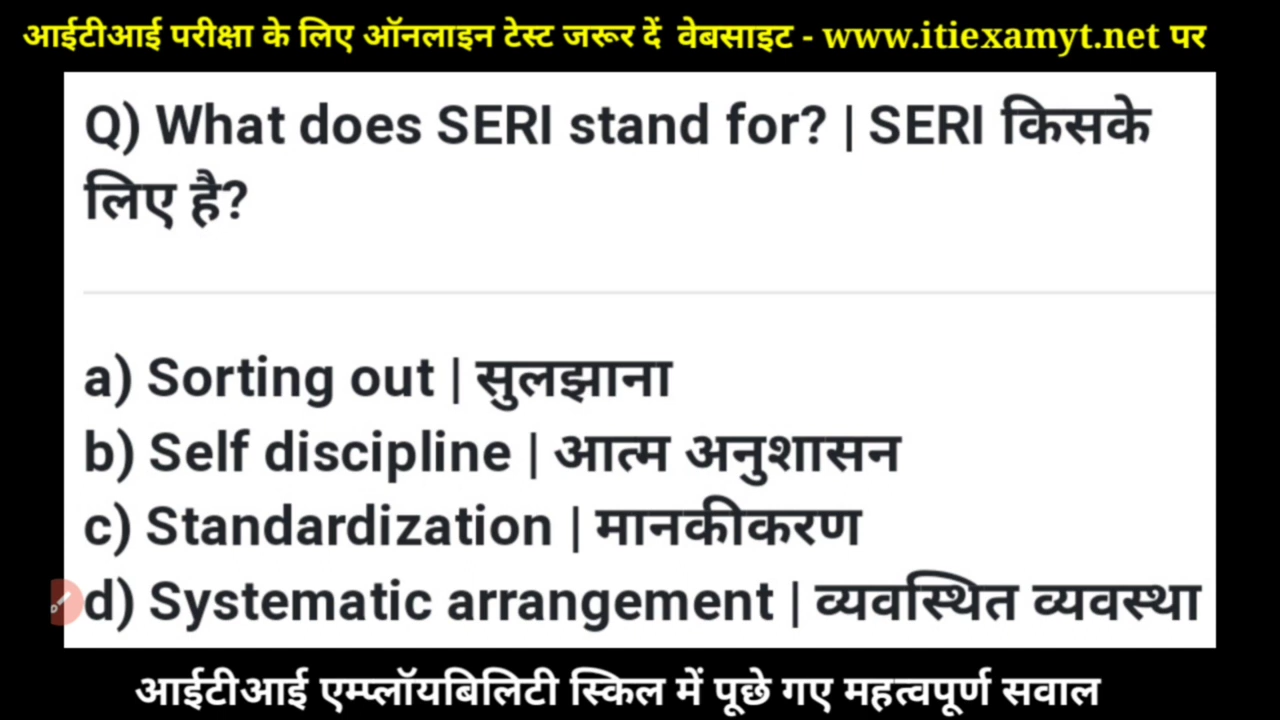 आईटीआई परीक्षा के लिए ऑनलाइन टेस्ट जरूर दें वेबसाइट - www.itiexamyt.net पर
Q) What does SERI stand for? | SERI किसके
लिए है?
a) Sorting out | सुलझाना
b) Self discipline | आत्म अनुशासन
c) Standardization | मानकीकरण
d) Systematic arrangement | व्यवस्थित व्यवस्था
आईटीआई एम्प्लॉयबिलिटी स्किल में पूछे गए महत्वपूर्ण सवाल